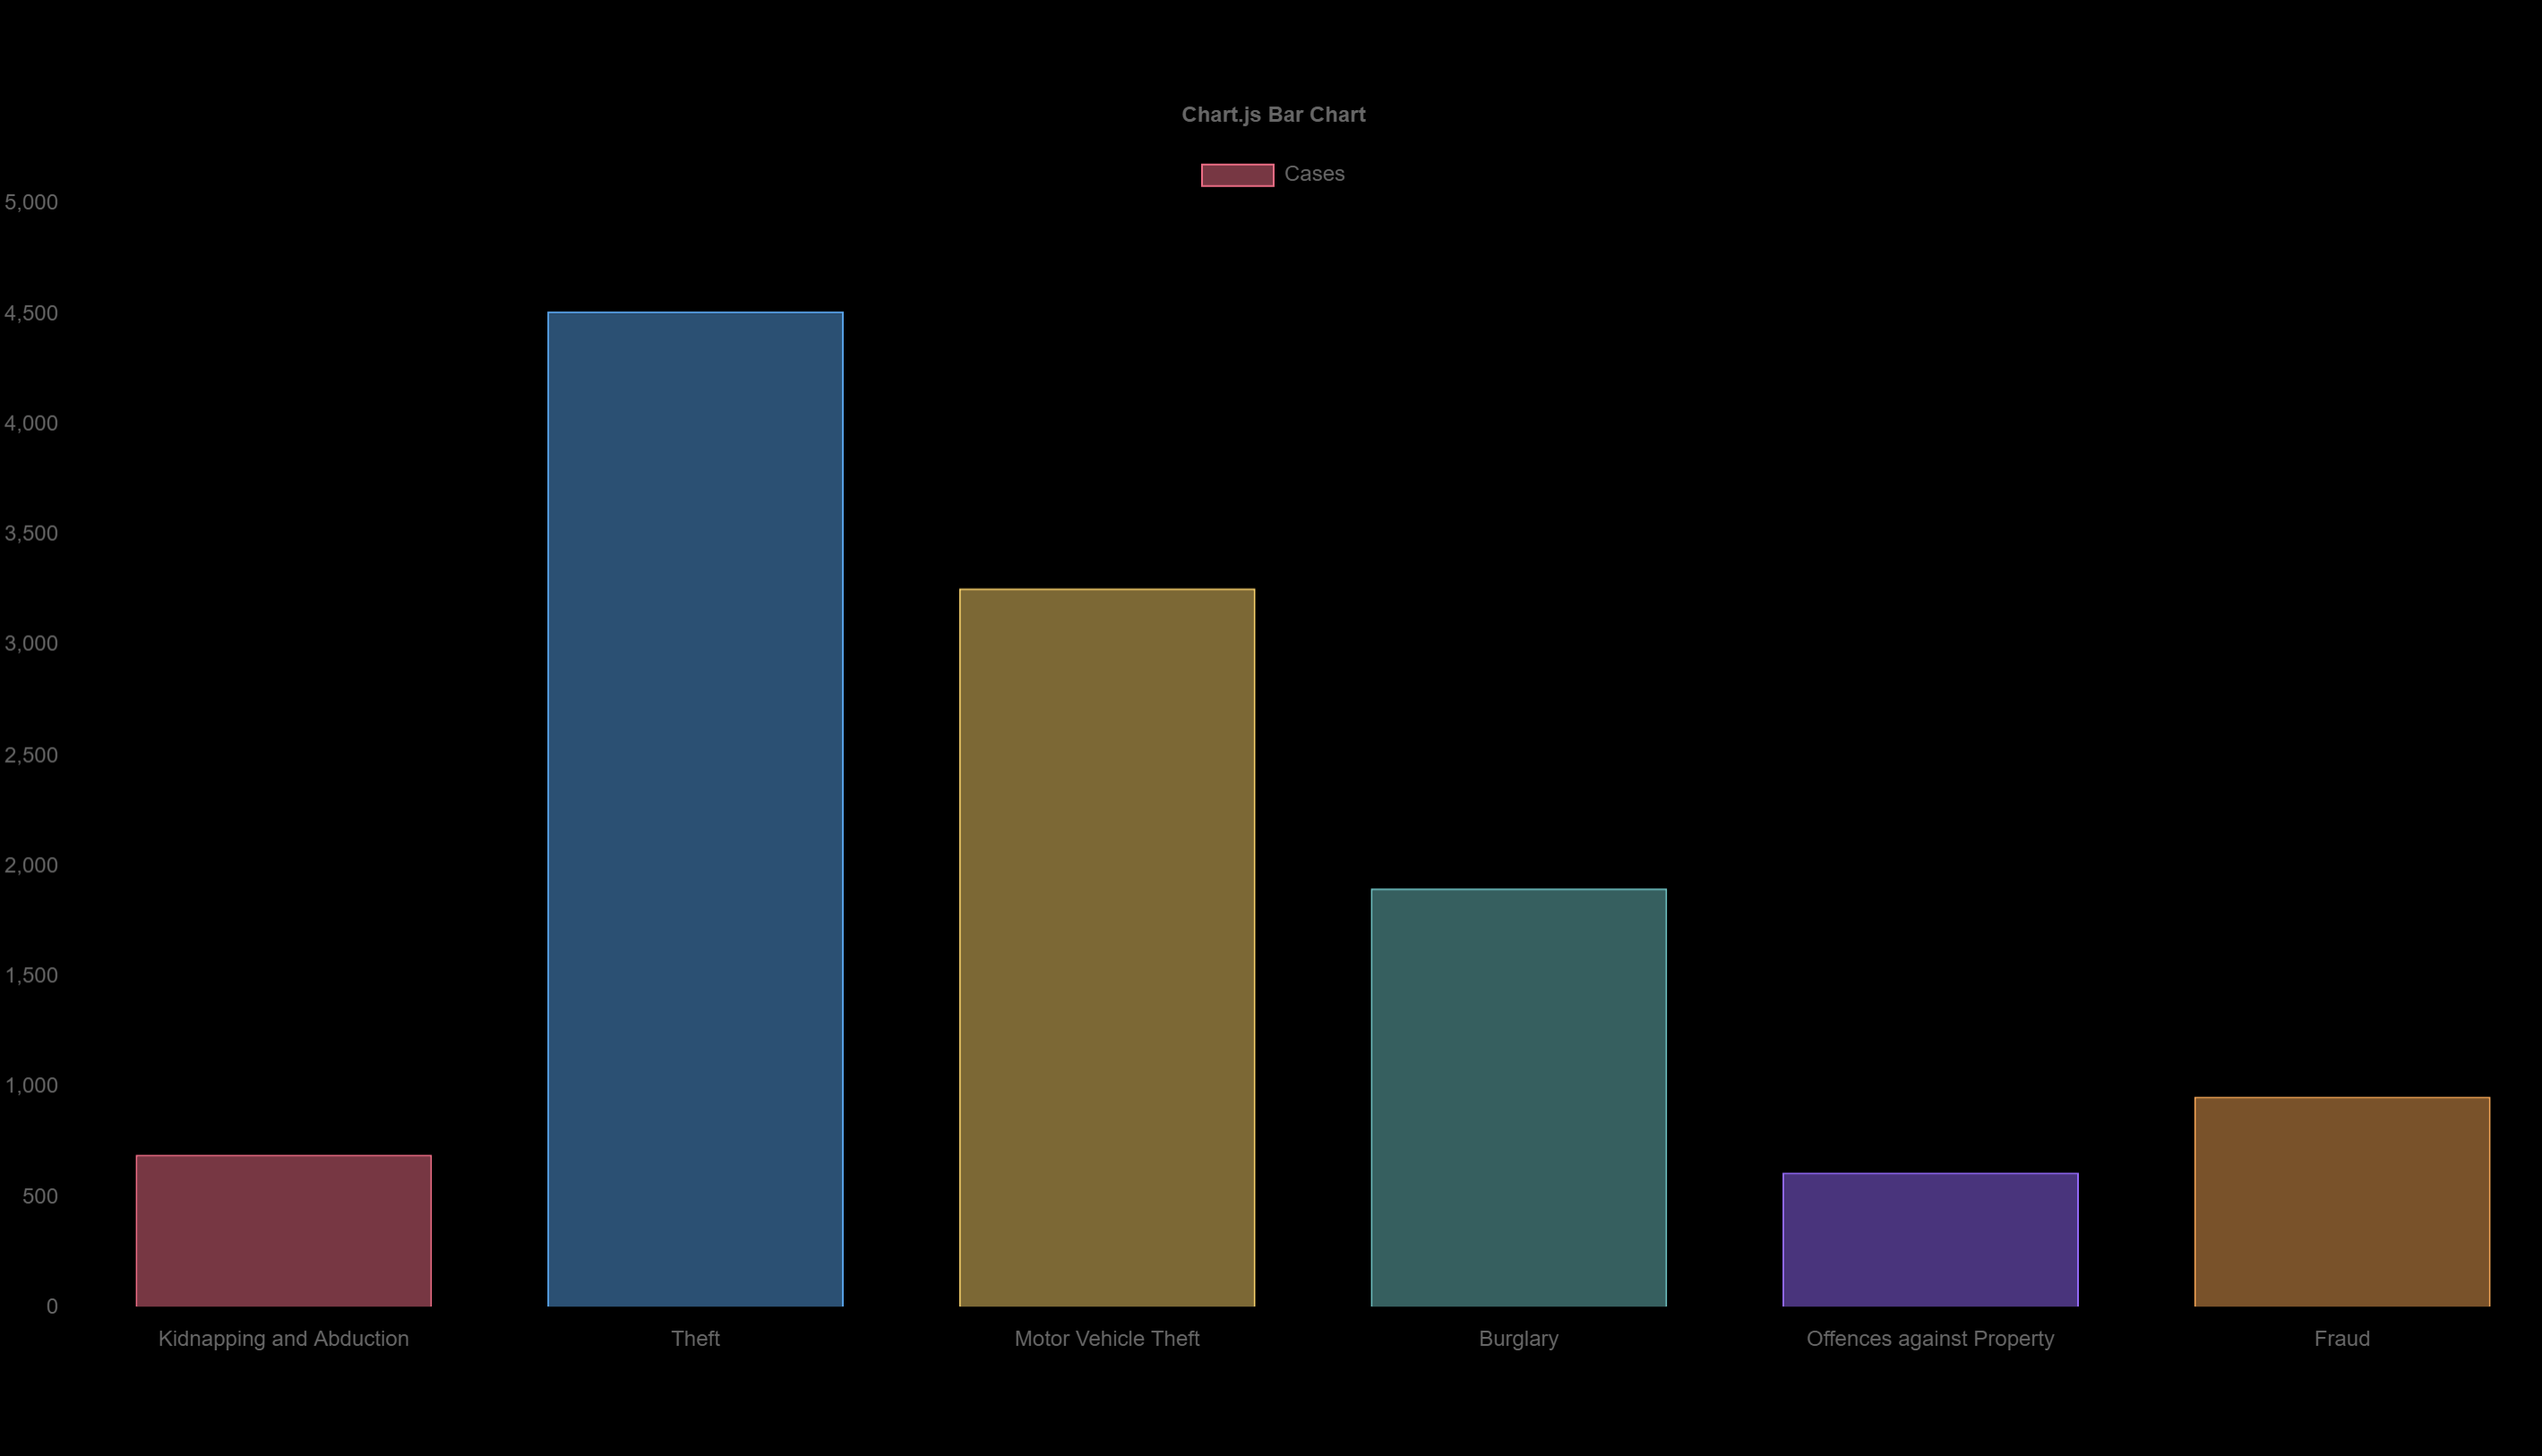 Chart.js Bar Chart
Cases
5,000
4,500
4,000
3,500
3,000
2,500
2,000
1,500
1,000
500
0
Kidnapping and Abduction
Theft
Motor Vehicle Theft
Burglary
Offences against Property
Fraud